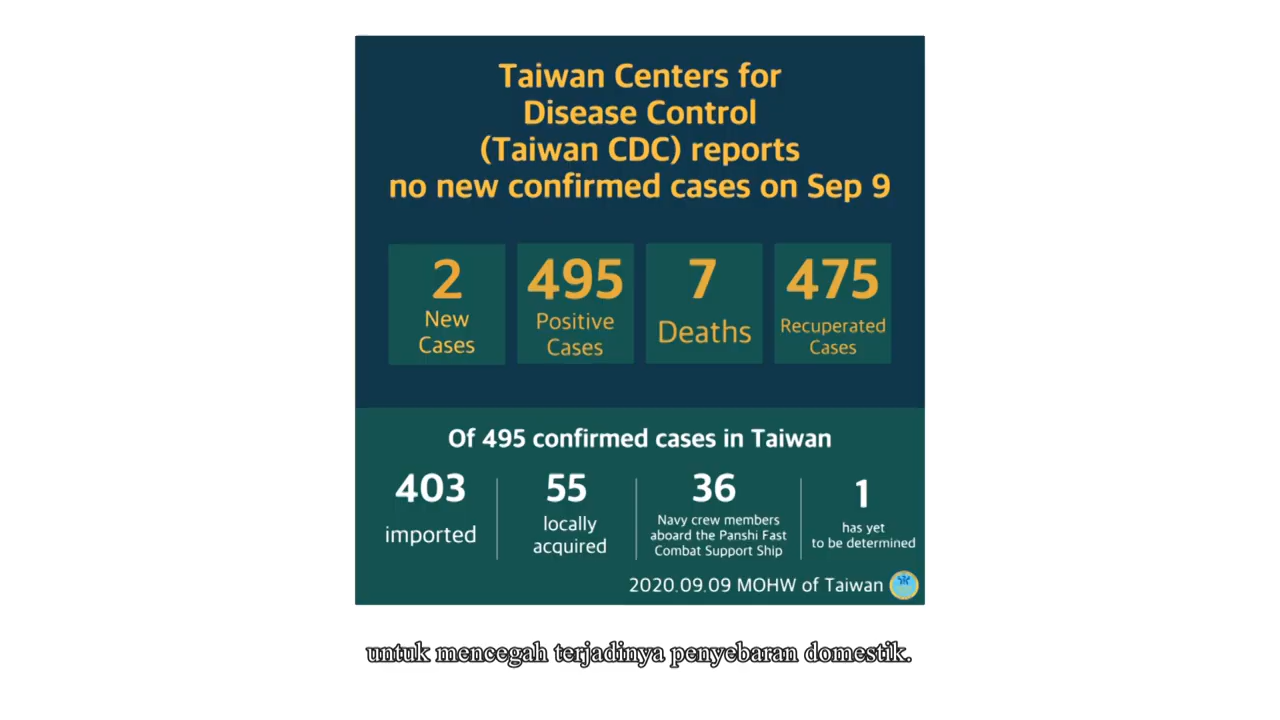 Taiwan Centers for
Disease Control
(Taiwan CDC) reports
no new confirmed cases on Sep 9
2
New
Cases
495
Positive
Cases
7
Deaths
475
Recuperated
Cases
Of 495 confirmed cases in Taiwan
403
imported
55
locally
acquired
36
Navy crew members
aboard the Panshi Fast
Combat Support Ship
1
has yet
to be determined
2020.09.09 MOHW of Taiwan
untuk mencegah terjadinya penyebaran domestik.